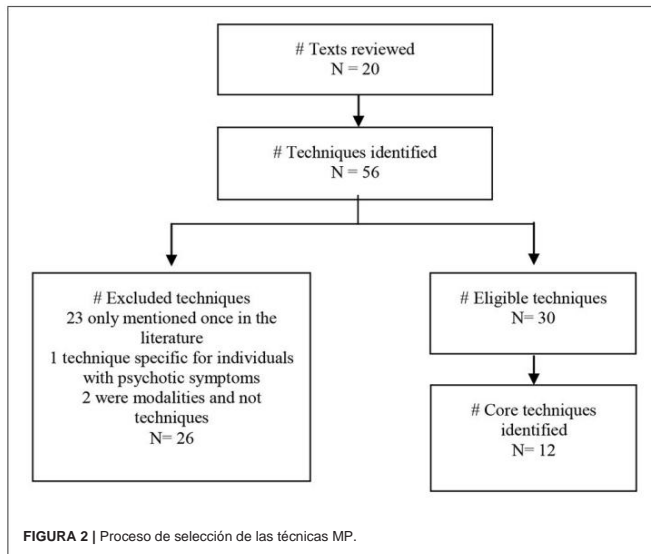 # Texts reviewed
N = 20
# Techniques identified
N = 56
# Excluded techniques
23 only mentioned once in the
literature
1 technique specific for individuals
with psychotic symptoms
2 were modalities and not
techniques
N= 26
# Eligible techniques
N= 30
# Core techniques
identified
N= 12
FIGURA 2 | Proceso de selección de las técnicas MP.